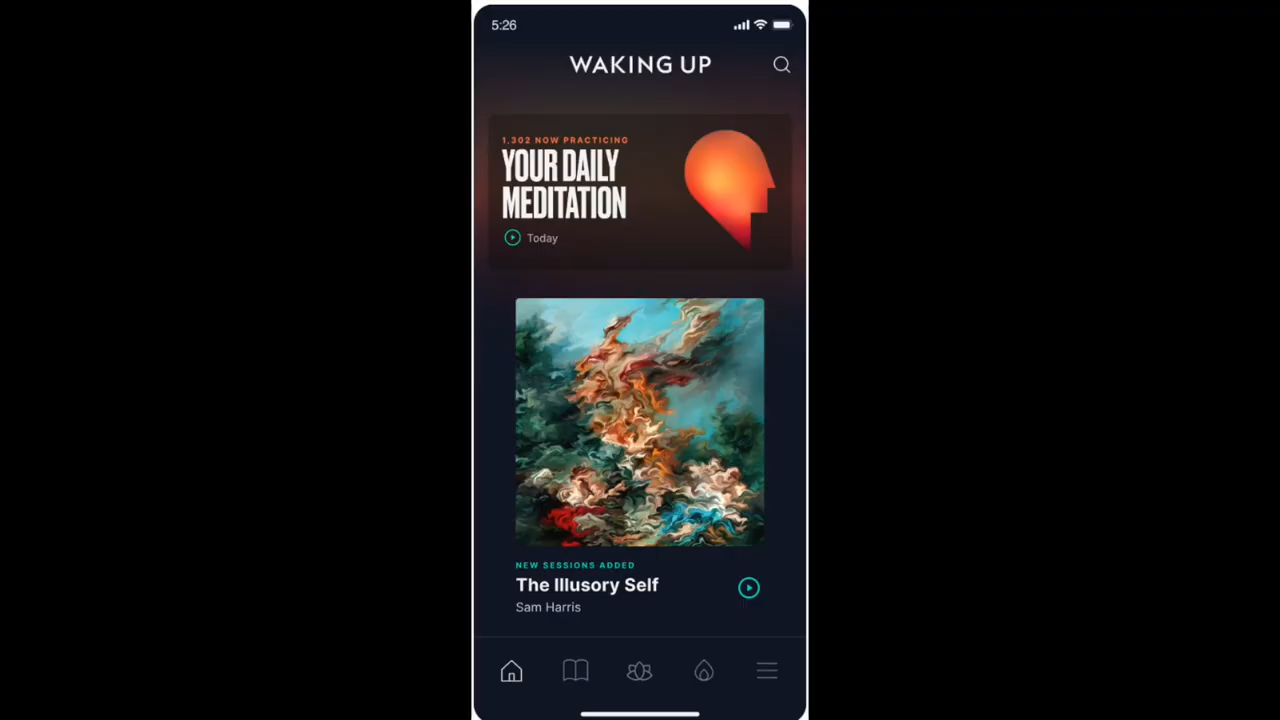 5:26
WAKING UP
1,302 NOW PRACTICING
YOUR DAILY
MEDITATION
Today
NEW SESSIONS ADDED
The Illusory Self
Sam Harris